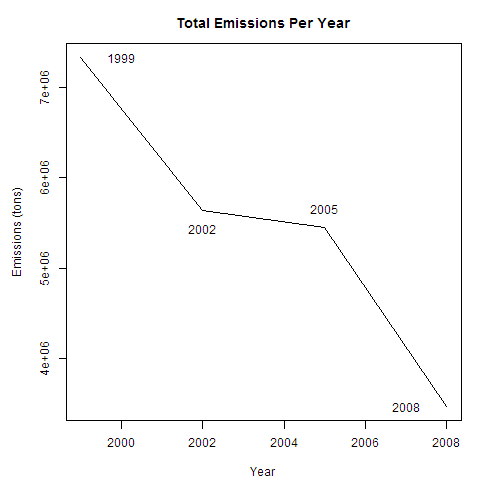 Total Emissions Per Year
Emissions (tons)
7e+06
6e+06
5e+06
4e+06
1999
2002
2005
2008
2000
2002
2004
2006
2008
Year